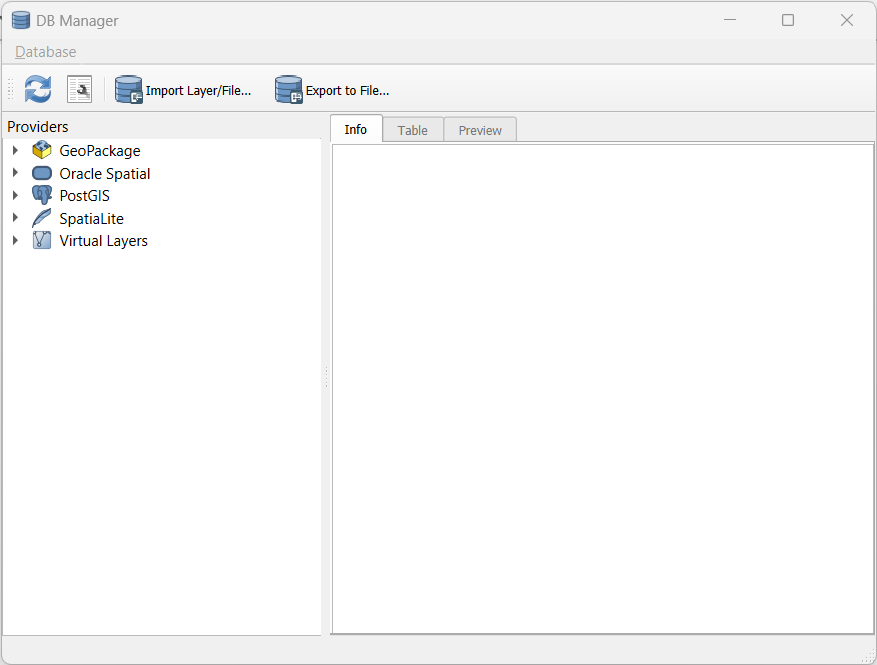 DB Manager
Database
Import Layer/File... Export to File...
Providers
GeoPackage
Oracle Spatial
PostGIS
SpatiaLite
Virtual Layers
Info Table Preview